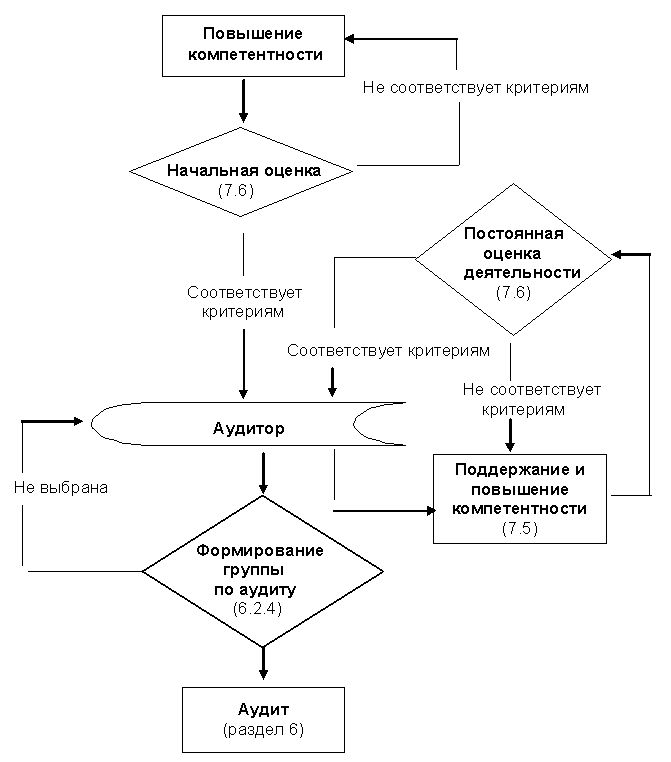 Повышение
компетентности
Не соответствует критериям
Начальная оценка
(7.6)
Постоянная
оценка
деятельности
(7.6)
Соответствует
критериям
Соответствует критериям
Не соответствует
критериям
Аудитор
Не выбрана
Поддержание и
повышение
компетентности
(7.5)
Формирование
группы
по аудиту
(6.2.4)
Аудит
(раздел 6)